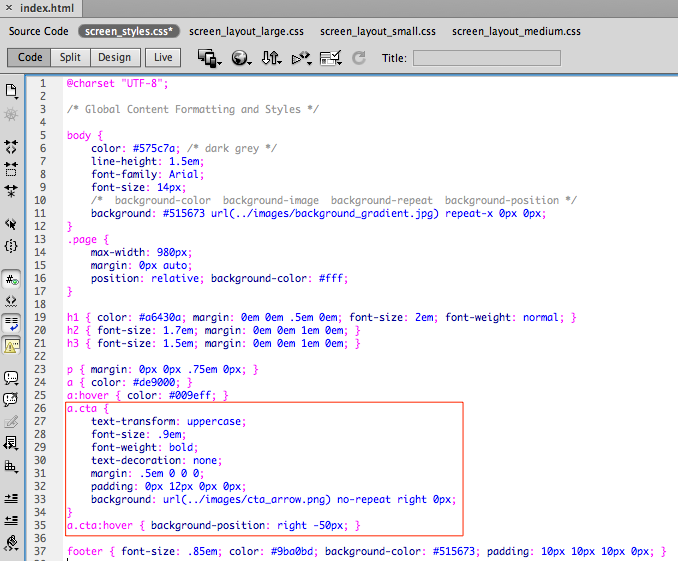 × index.html
Source Code screen_styles.css* screen_layout_large.css screen_layout_small.css screen_layout_medium.css
Code Split Design Live Title:
1 @charset "UTF-8";
2
3 /* Global Content Formatting and Styles */
4
5 body {
6 color: #575c7a; /* dark grey */
7 line-height: 1.5em;
8 font-family: Arial;
9 font-size: 14px;
10 /* background-color background-image background-repeat background-position */
11 background: #515673 url(../images/background_gradient.jpg) repeat-x 0px 0px;
12 }
13 .page {
14 max-width: 980px;
15 margin: 0px auto;
16 position: relative; background-color: #fff;
17 }
18
19 h1 { color: #a6430a; margin: 0em 0em .5em 0em; font-size: 2em; font-weight: normal; }
20 h2 { font-size: 1.7em; margin: 0em 0em 1em 0em; }
21 h3 { font-size: 1.5em; margin: 0em 0em 1em 0em; }
22
23 p { margin: 0px 0px .75em 0px; }
24 a { color: #de9000; }
25 a:hover { color: #009eff; }
26 a.cta {
27 text-transform: uppercase;
28 font-size: .9em;
29 font-weight: bold;
30 text-decoration: none;
31 margin: .5em 0 0 0;
32 padding: 0px 12px 0px 0px;
33 background: url(../images/cta_arrow.png) no-repeat right 0px;
34 }
35 a.cta:hover { background-position: right -50px; }
36
37 footer { font-size: .85em; color: #9ba0bd; background-color: #515673; padding: 10px 10px 10px 0px; }